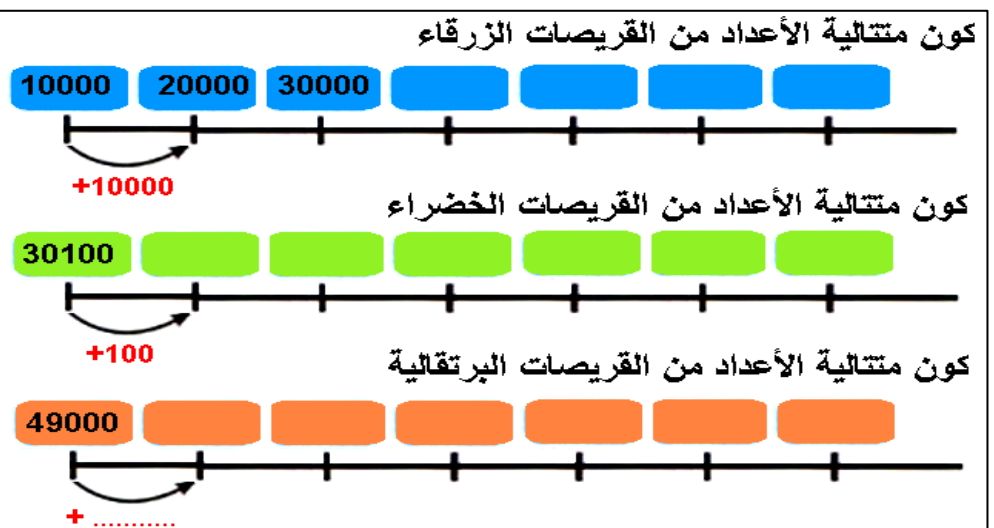 كون متتالية الأعداد من القريصات الزرقاء
10000 20000 30000
+10000
كون متتالية الأعداد من القريصات الخضراء
30100
+100
كون متتالية الأعداد من القريصات البرتقالية
49000
+ ...........